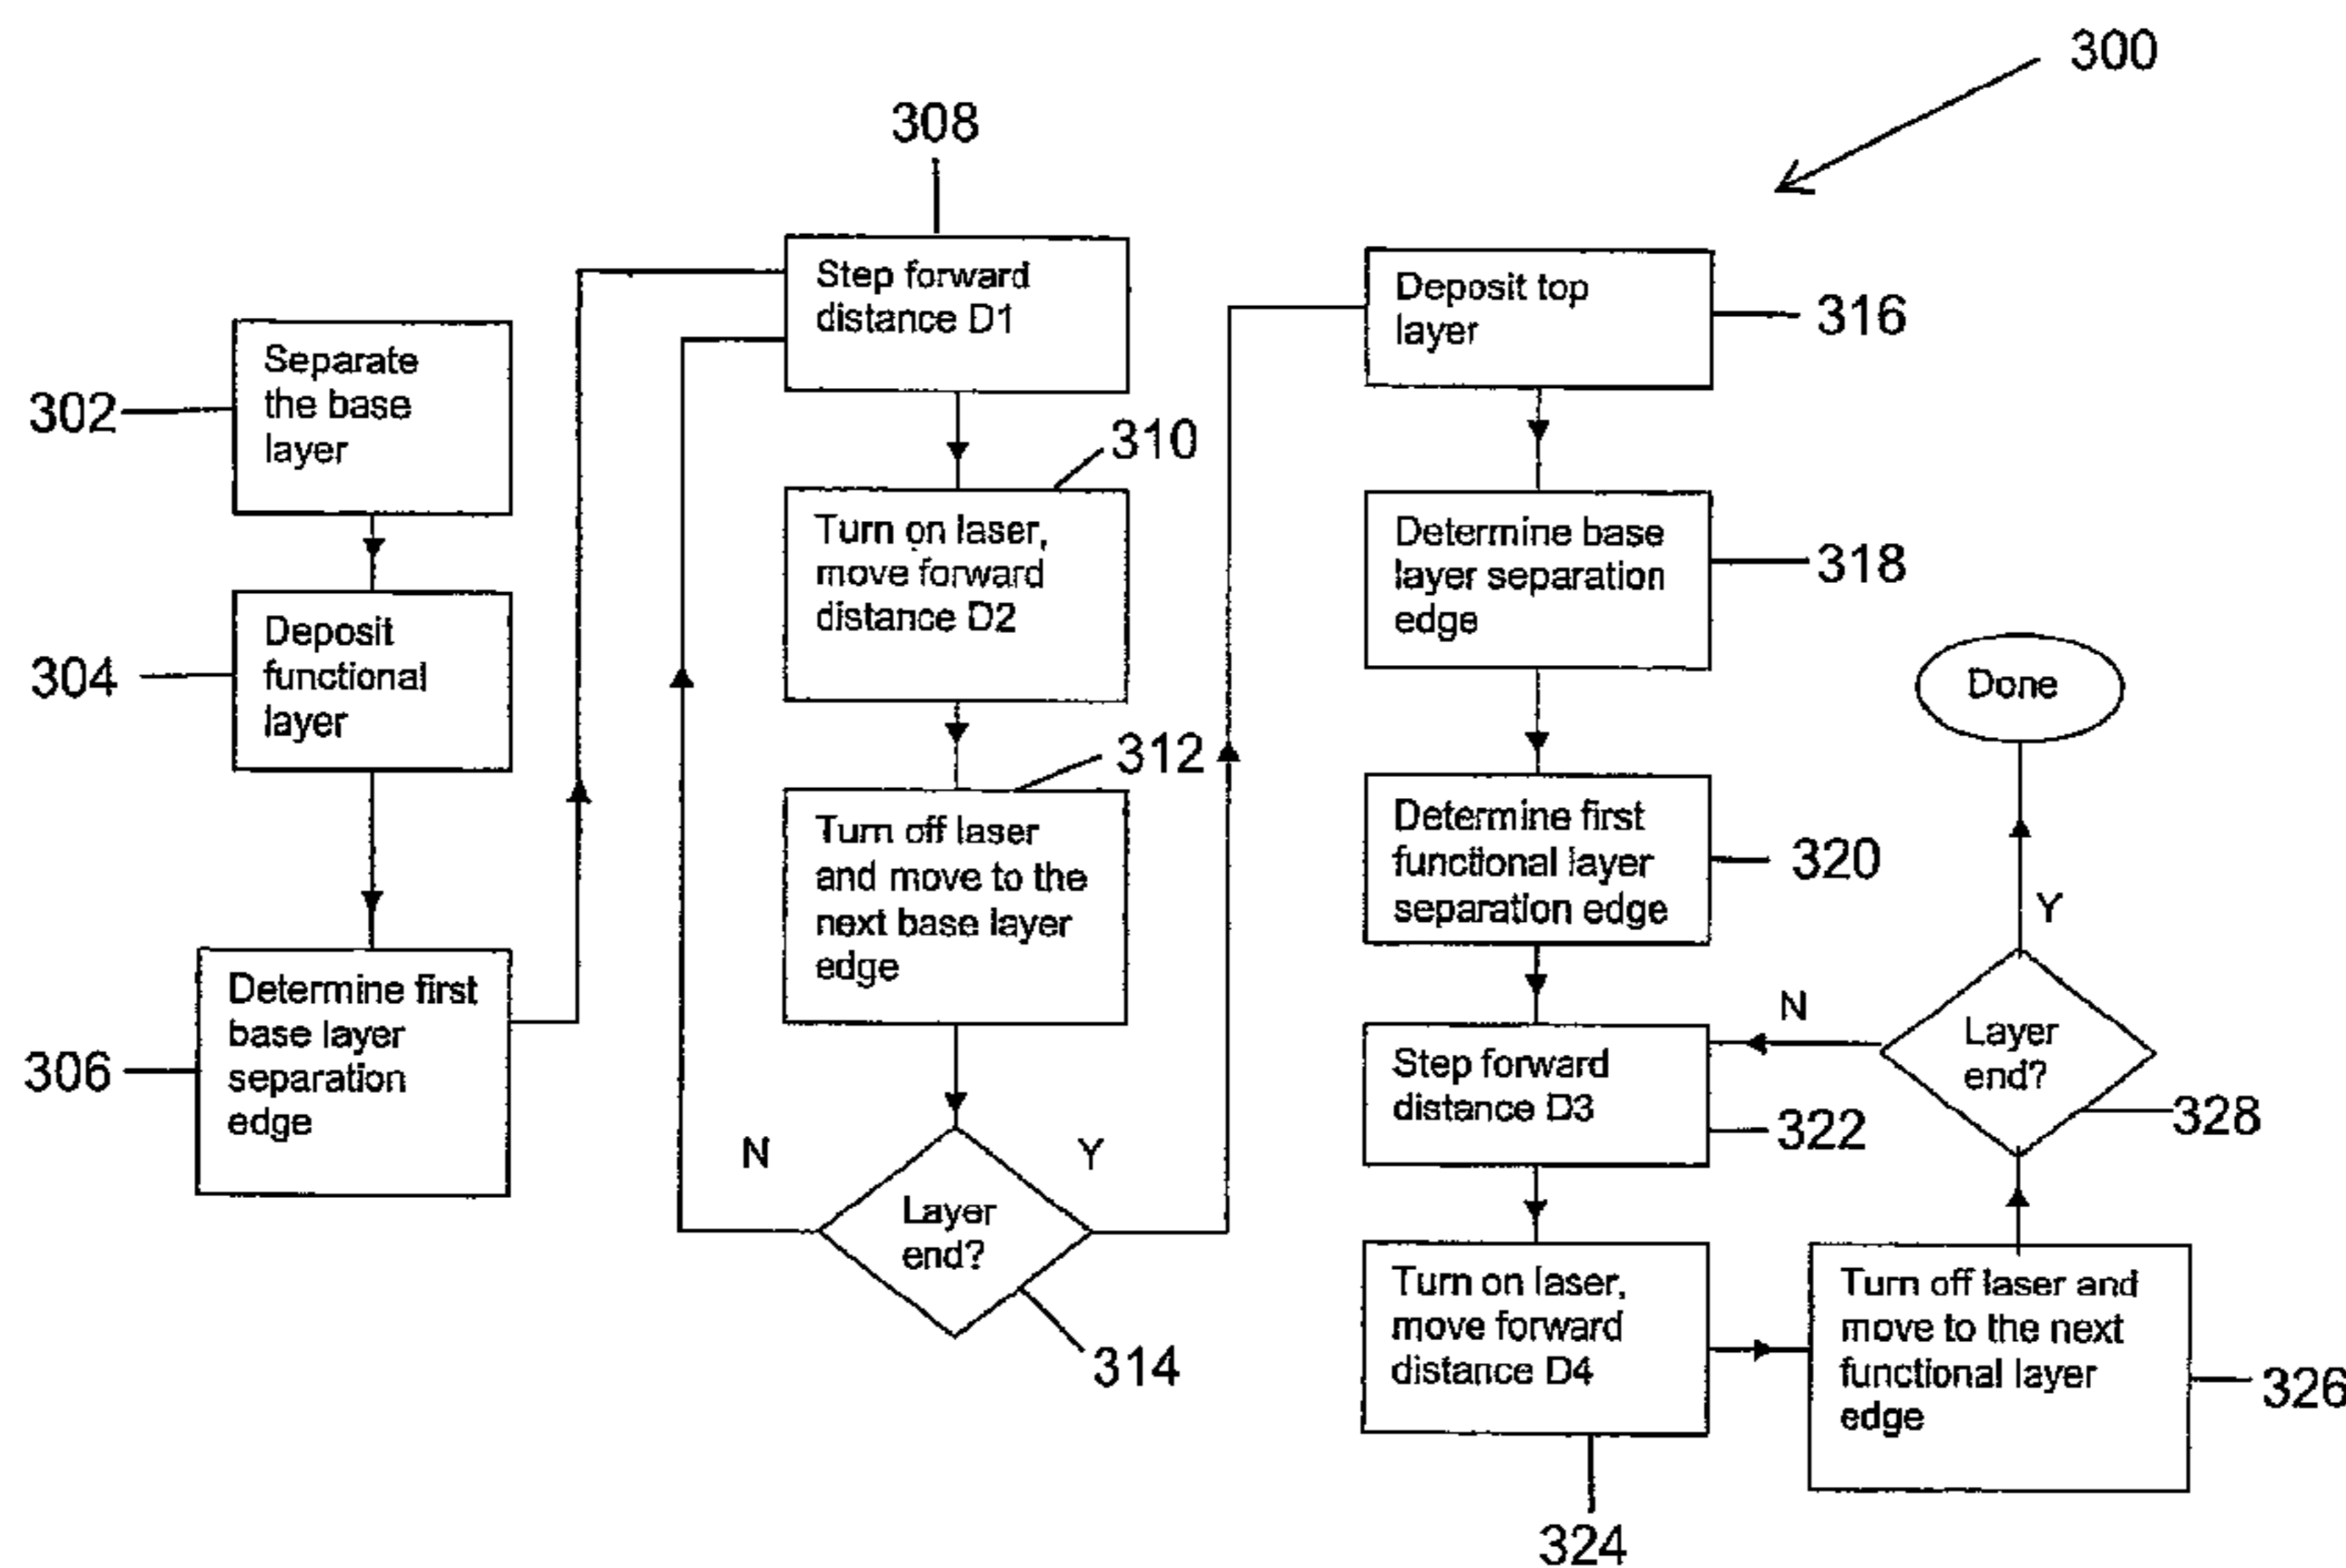 300
308
Step forward
distance D1
Deposit top
layer
316
Separate
the base
layer
302
310
Turn on laser,
move forward
distance D2
Determine base
layer separation
edge
318
Deposit
functional
layer
304
Done
312
Turn off laser
and move to the
next base layer
edge
Determine first
functional layer
separation edge
320
Y
Determine first
base layer
separation
edge
306
N
Layer
end?
328
Step forward
distance D3
322
N
Y
Layer
end?
314
Turn on laser,
move forward
distance D4
324
Turn off laser and
move to the next
functional layer
edge
326